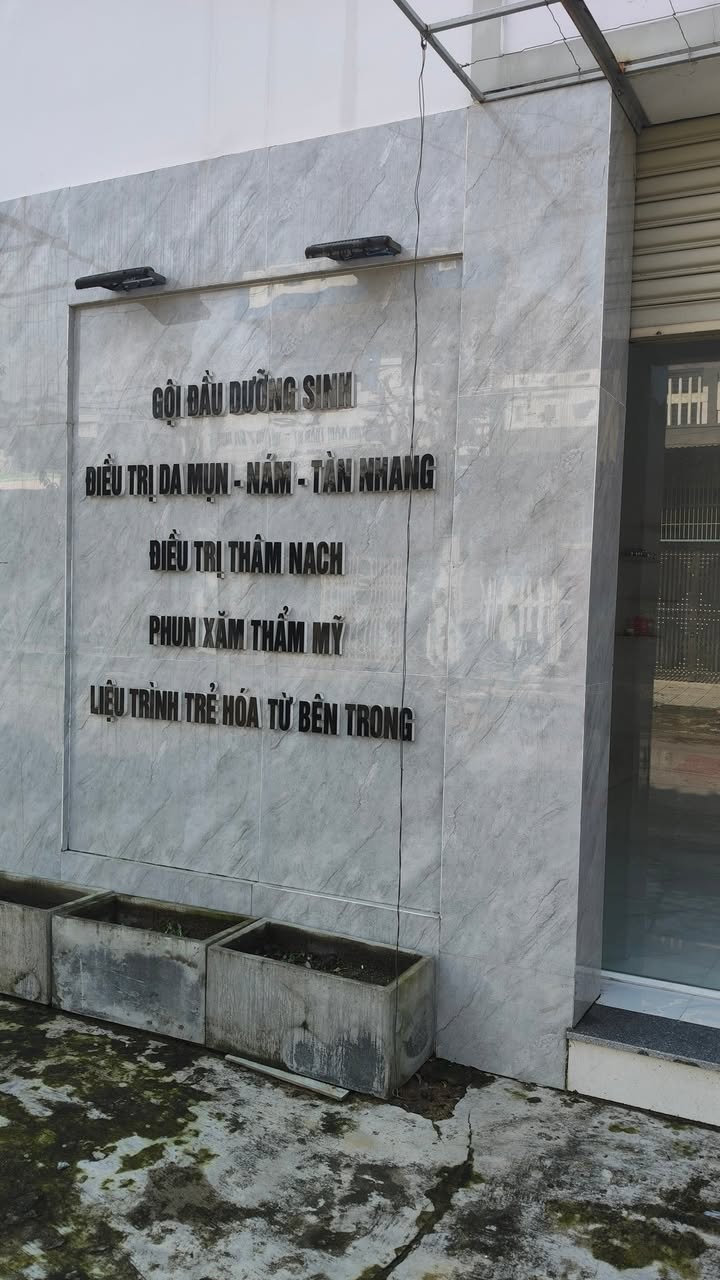 GỘI ĐẦU DƯỠNG SINH
ĐIỀU TRỊ DA MỤN - NÁM - TÀN NHANG
ĐIỀU TRỊ THÂM NACH
PHUN XĂM THẨM MỸ
LIỆU TRÌNH TRẺ HÓA TỪ BÊN TRONG